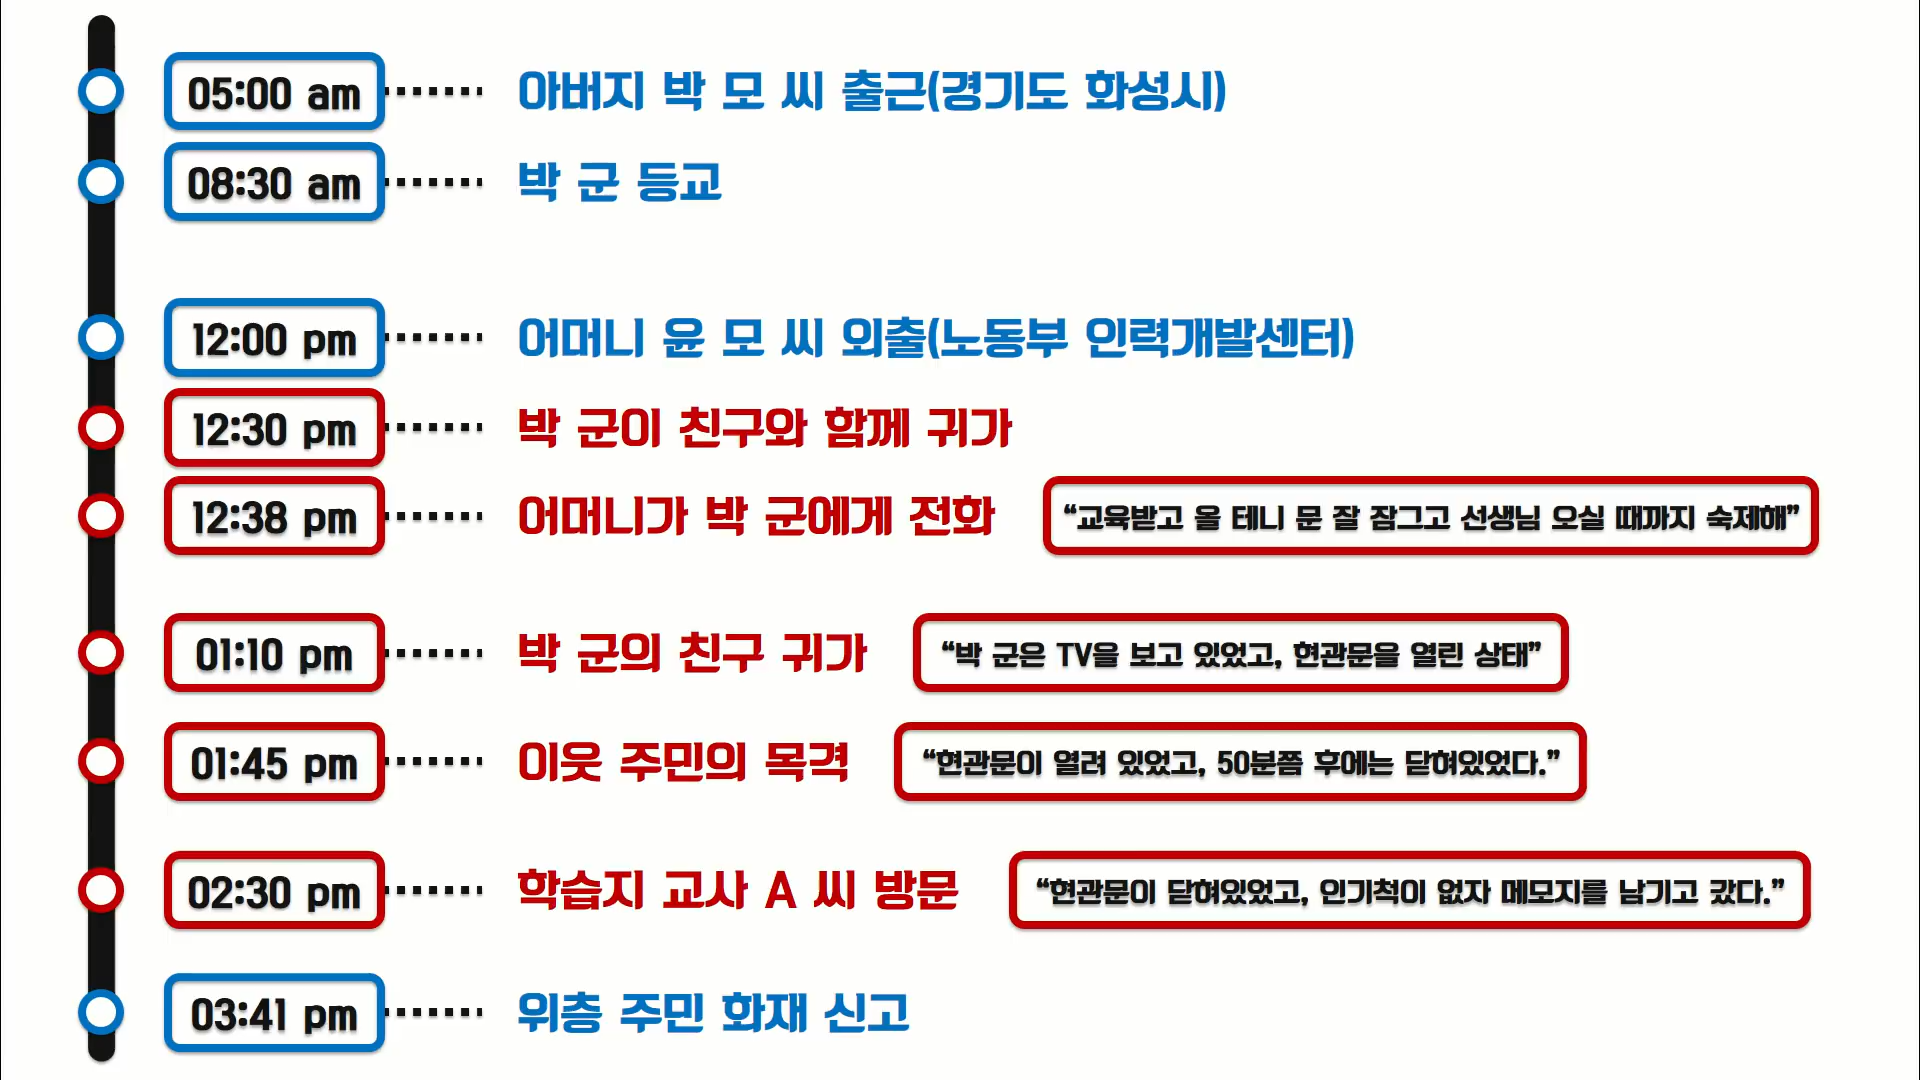 05:00 am 아버지 박 모 씨 출근(경기도 화성시)
08:30 am 박 군 등교
12:00 pm 어머니 윤 모 씨 외출(노동부 인력개발센터)
12:30 pm 박 군이 친구와 함께 귀가
12:38 pm 어머니가 박 군에게 전화 “교육받고 올 테니 문 잘 잠그고 선생님 오실 때까지 숙제해”
01:10 pm 박 군의 친구 귀가 “박 군은 TV을 보고 있었고, 현관문을 열린 상태”
01:45 pm 이웃 주민의 목격 “현관문이 열려 있었고, 50분쯤 후에는 닫혀있었다.”
02:30 pm 학습지 교사 A 씨 방문 “현관문이 닫혀있었고, 인기척이 없자 메모지를 남기고 갔다.”
03:41 pm 위층 주민 화재 신고